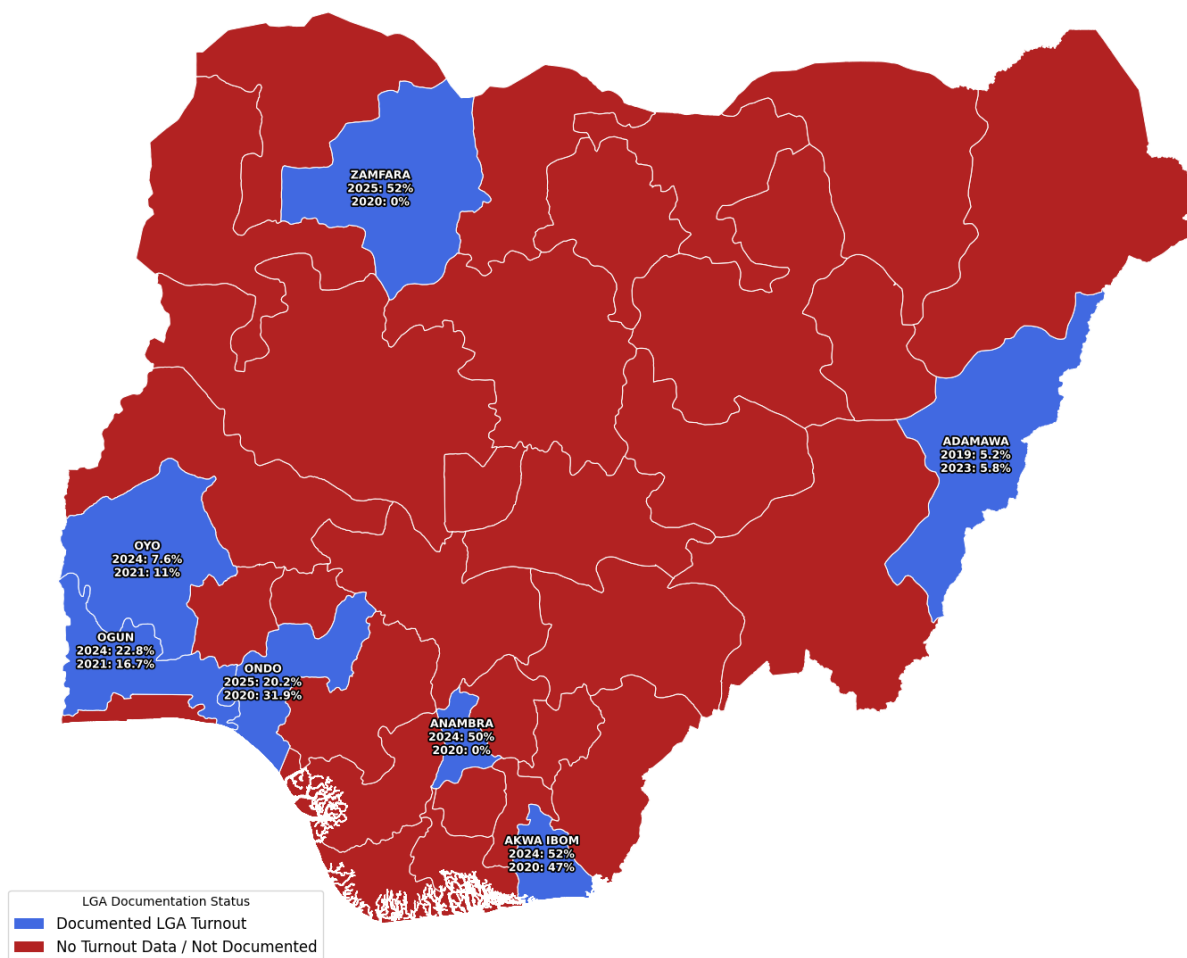 ZAMFARA
2025: 52%
2020: 0%
ADAMAWA
2019: 5.2%
2023: 5.8%
OYO
2024: 7.6%
2021: 11%
OGUN
2024: 22.8%
2021: 16.7%
ONDO
2025: 20.2%
2020: 31.9%
ANAMBRA
2024: 50%
2020: 0%
AKWA IBOM
2024: 52%
2020: 47%
LGA Documentation Status
Documented LGA Turnout
No Turnout Data / Not Documented